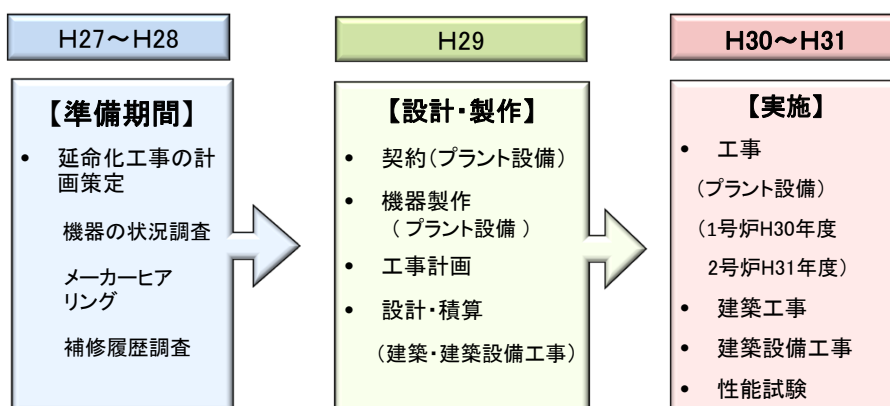 H27～H28
【準備期間】
• 延命化工事の計
画策定
機器の状況調査
メーカーヒア
リング
補修履歴調査
H29
【設計・製作】
• 契約(プラント設備)
• 機器製作
( プラント設備 )
• 工事計画
• 設計・積算
(建築・建築設備工事)
H30～H31
【実施】
• 工事
(プラント設備)
(1号炉H30年度
2号炉H31年度)
• 建築工事
• 建築設備工事
• 性能試験